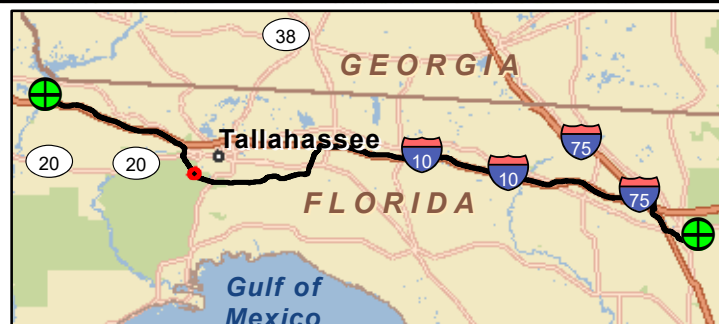 38
GEORGIA
Tallahassee
75
20
20
10
10
75
FLORIDA
Gulf of
Mexico